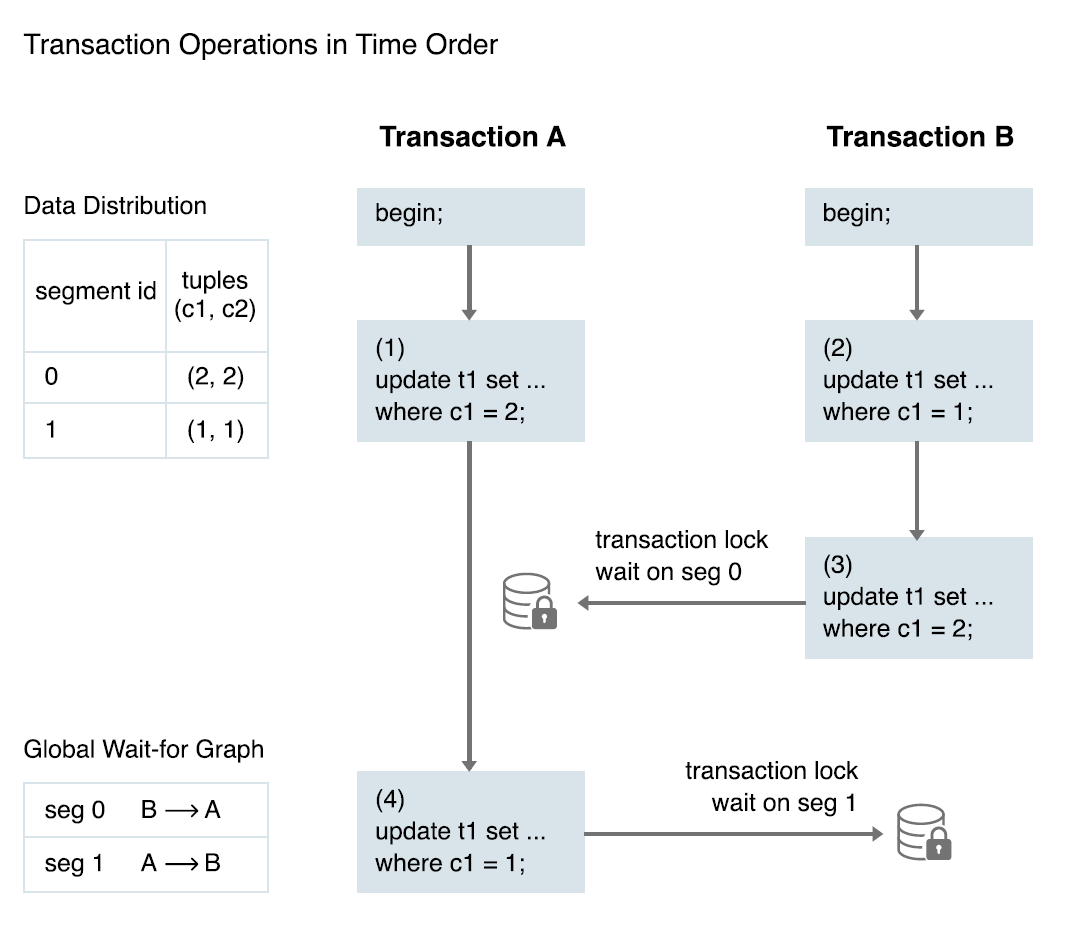 Transaction Operations in Time Order
Transaction A
Transaction B
Data Distribution
begin;
begin;
segment id
tuples
(c1, c2)
0
(2, 2)
1
(1, 1)
(1)
update t1 set ...
where c1 = 2;
(2)
update t1 set ...
where c1 = 1;
transaction lock
wait on seg 0
(3)
update t1 set ...
where c1 = 2;
Global Wait-for Graph
seg 0 B → A
seg 1 A → B
(4)
update t1 set ...
where c1 = 1;
transaction lock
wait on seg 1